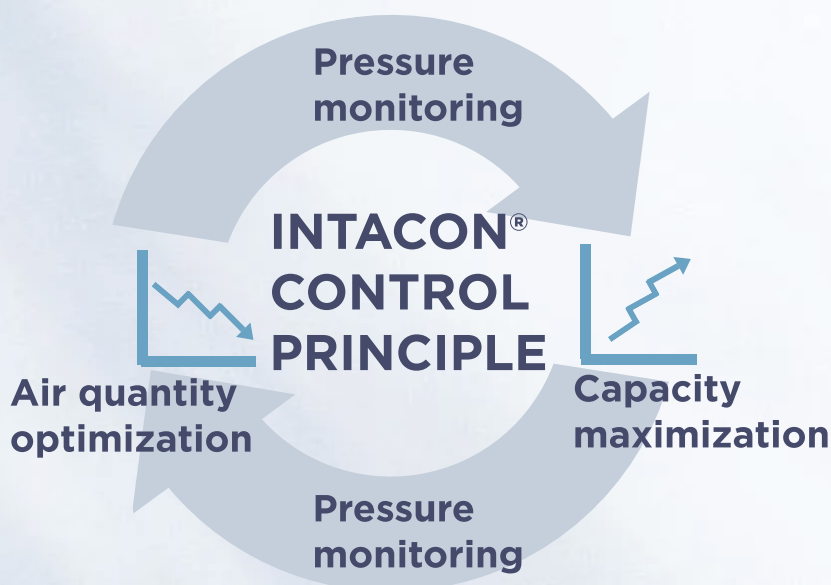 Pressure
monitoring
INTACON®
CONTROL
PRINCIPLE
Air quantity
optimization
Capacity
maximization
Pressure
monitoring